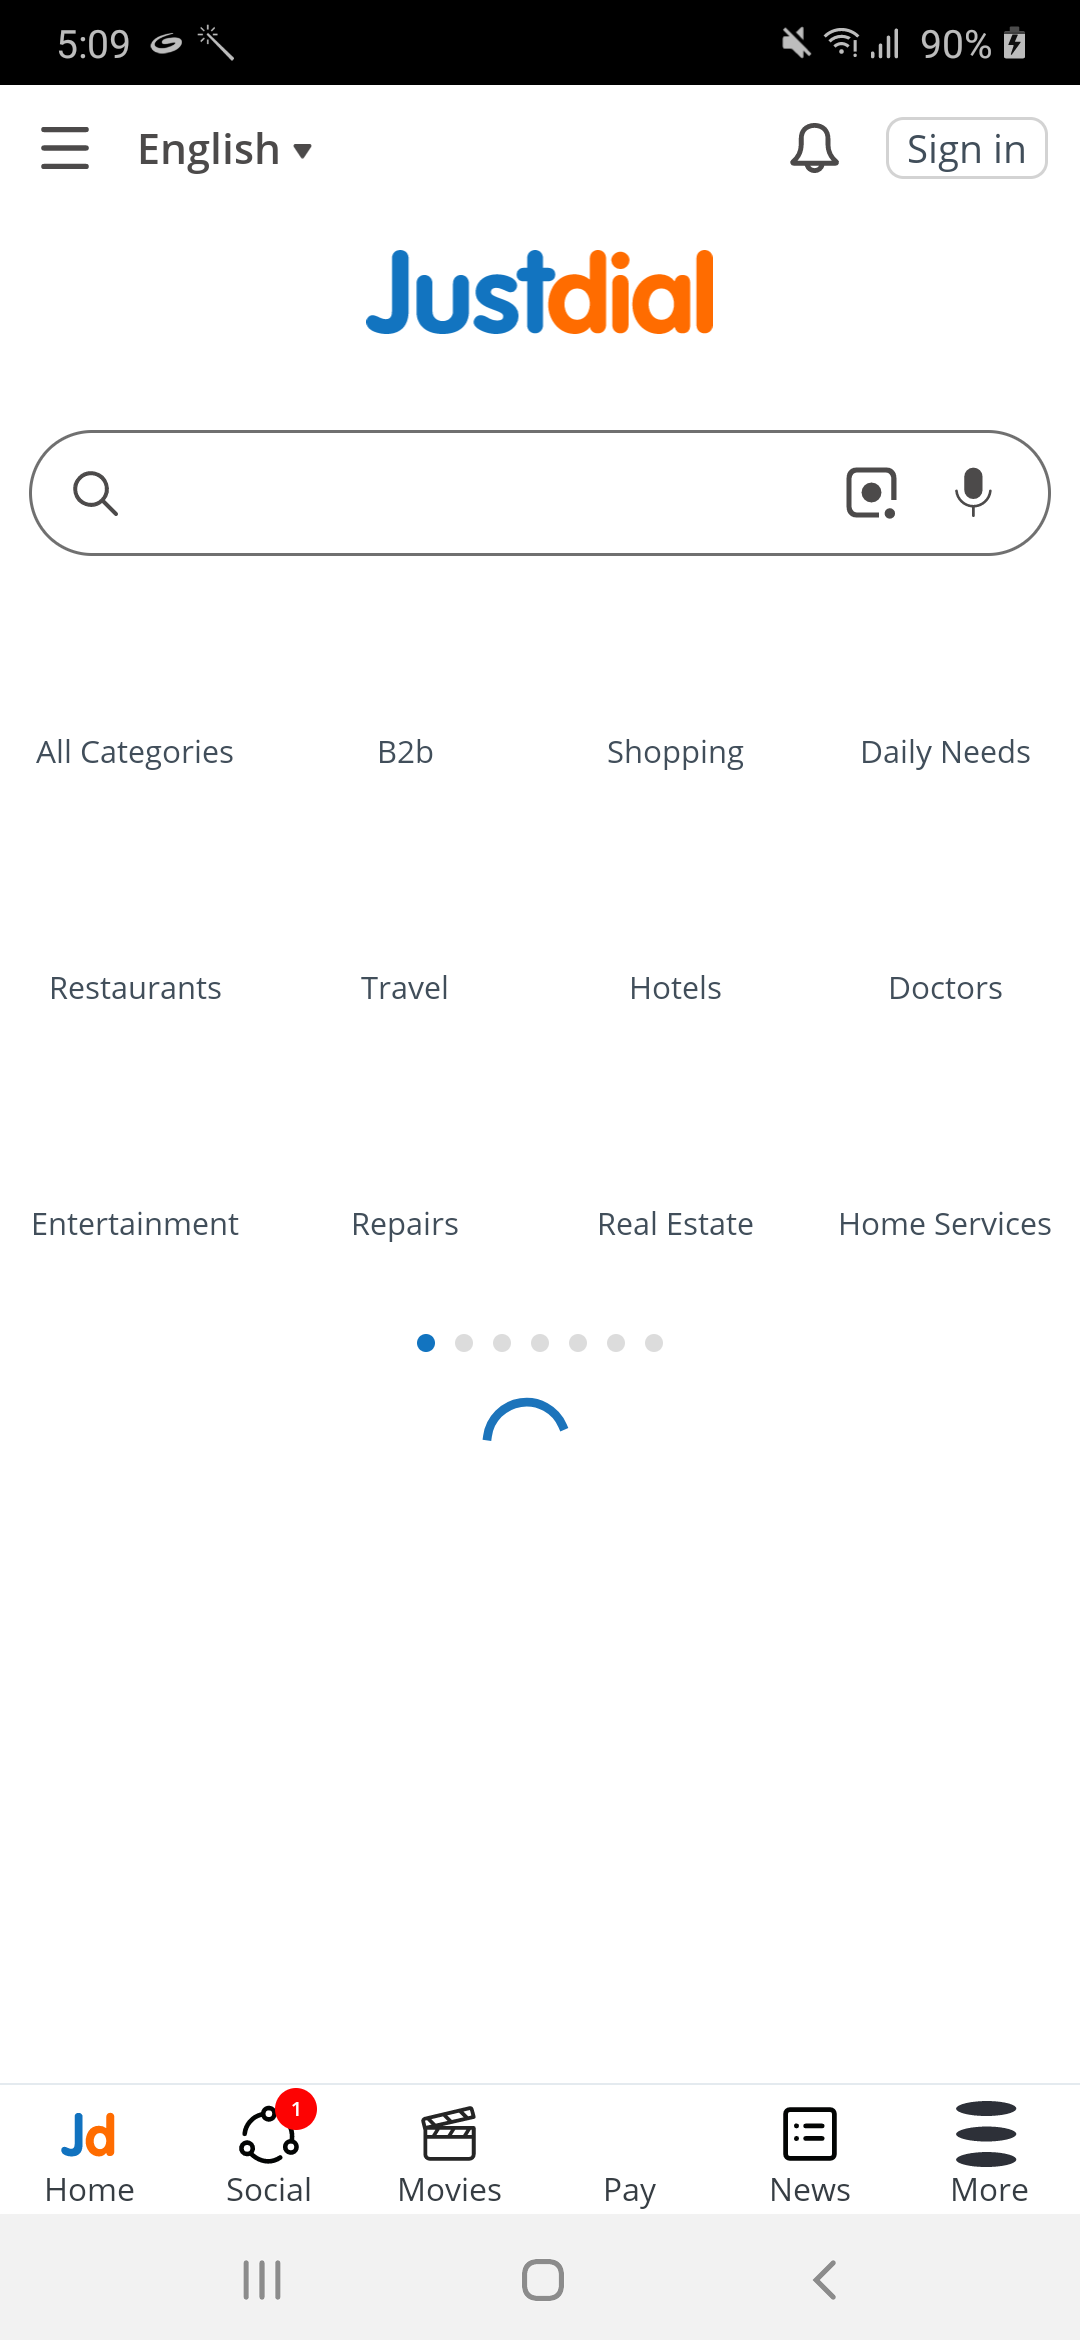 5:09 90%
English Sign in
Justdial
All Categories B2b Shopping Daily Needs
Restaurants Travel Hotels Doctors
Entertainment Repairs Real Estate Home Services
Jd 1
Home Social Movies Pay News More